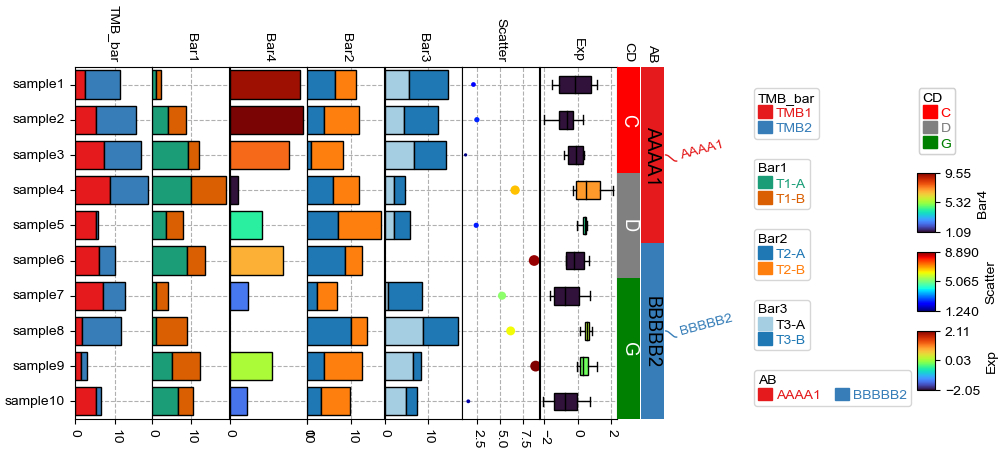 TMB_bar Bar1 Bar4 Bar2 Bar3 Scatter Exp CD AB
sample1
sample2
sample3
sample4
sample5
sample6
sample7
sample8
sample9
sample10
0 10 0 10 0 0 10 0 10 2.5 5.0 7.5 −2 0 2
C
D
G
AAAA1
BBBBB2
AAAA1
BBBBB2
TMB_bar
TMB1
TMB2
Bar1
T1-A
T1-B
Bar2
T2-A
T2-B
Bar3
T3-A
T3-B
AB
AAAA1 BBBBB2
CD
C
D
G
9.55
5.32
1.09
Bar4
8.890
5.065
1.240
Scatter
2.11
0.03
−2.05
Exp